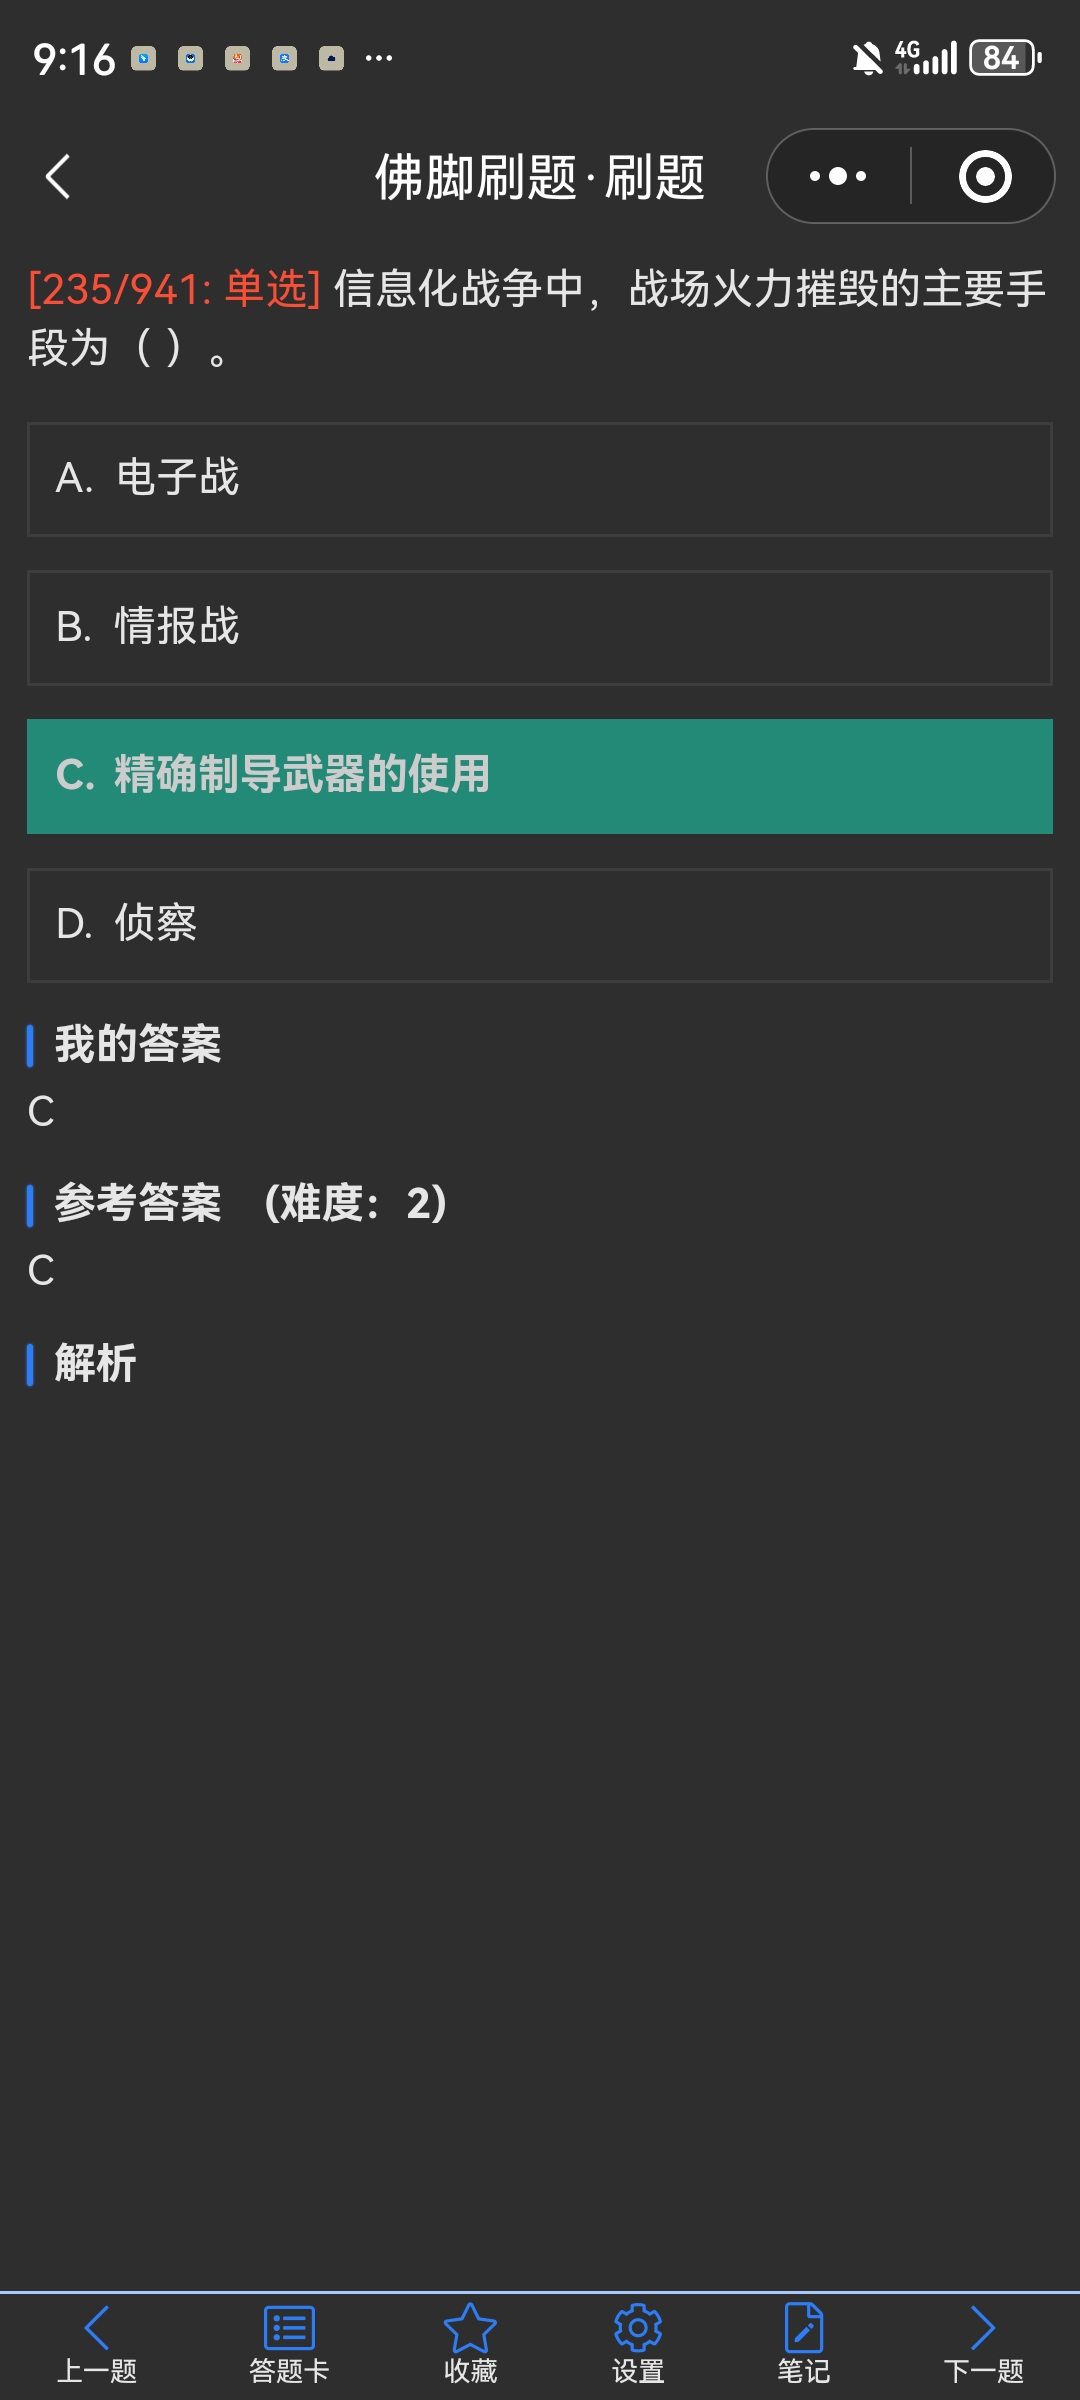 9:16
4G
84
佛脚刷题·刷题
[235/941: 单选] 信息化战争中，战场火力摧毁的主要手
段为（ ）。
A. 电子战
B. 情报战
C. 精确制导武器的使用
D. 侦察
我的答案
C
参考答案 （难度：2）
C
解析
上一题 答题卡 收藏 设置 笔记 下一题